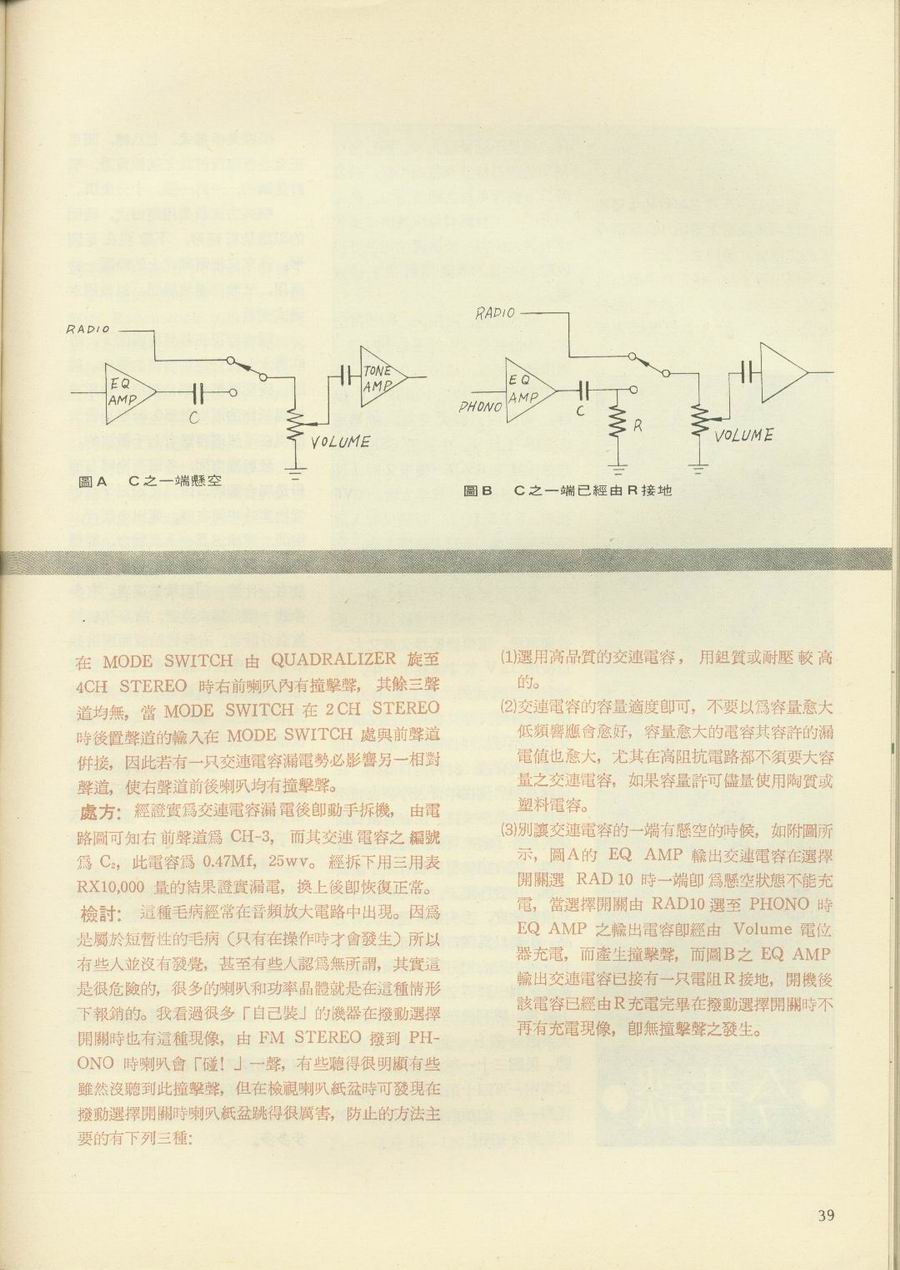 RADIO
EQ
AMP
C
TONE
AMP
VOLUME
圖A C之一端懸空
RADIO
PHONO
EQ
AMP
C
R
VOLUME
圖B C之一端已經由R接地
在 MODE SWITCH 由 QUADRALIZER 旋至
4CH STEREO 時右前喇叭內有撞擊聲，其餘三聲
道均無，當 MODE SWITCH 在 2 CH STEREO
時後置聲道的輸入在 MODE SWITCH 處與前聲道
併接，因此若有一只交連電容漏電勢必影響另一相對
聲道，使右聲道前後喇叭均有撞擊聲。
處方：經證實爲交連電容漏電後卽動手拆機，由電
路圖可知右前聲道爲 CH-3，而其交連電容之編號
爲 C₂，此電容爲 0.47Mf，25wv。經拆下用三用表
RX10,000 量的結果證實漏電，換上後卽恢復正常。
檢討：這種毛病經常在音頻放大電路中出現。因爲
是屬於短暫性的毛病（只有在操作時才會發生）所以
有些人並沒有發覺，甚至有些人認爲無所謂，其實這
是很危險的，很多的喇叭和功率晶體就是在這種情形
下報銷的。我看過很多「自己裝」的機器在撥動選擇
開關時也有這種現像，由 FM STEREO 撥到 PH-
ONO 時喇叭會「碰！」一聲，有些聽得很明顯有些
雖然沒聽到此撞擊聲，但在檢視喇叭紙盆時可發現在
撥動選擇開關時喇叭紙盆跳得很厲害，防止的方法主
要的有下列三種：
⑴選用高品質的交連電容，用鉭質或耐壓較高
的。
⑵交連電容的容量適度卽可，不要以爲容量愈大
低頻響應會愈好，容量愈大的電容其容許的漏
電値也愈大，尤其在高阻抗電路都不須要大容
量之交連電容，如果容量許可儘量使用陶質或
塑料電容。
⑶別讓交連電容的一端有懸空的時候，如附圖所
示，圖A的 EQ AMP 輸出交連電容在選擇
開關選 RAD 10 時一端卽爲懸空狀態不能充
電，當選擇開關由 RAD10 選至 PHONO 時
EQ AMP 之輸出電容卽經由 Volume 電位
器充電，而產生撞擊聲，而圖B之 EQ AMP
輸出交連電容已接有一只電阻R接地，開機後
該電容已經由R充電完畢在撥動選擇開關時不
再有充電現像，卽無撞擊聲之發生。
39